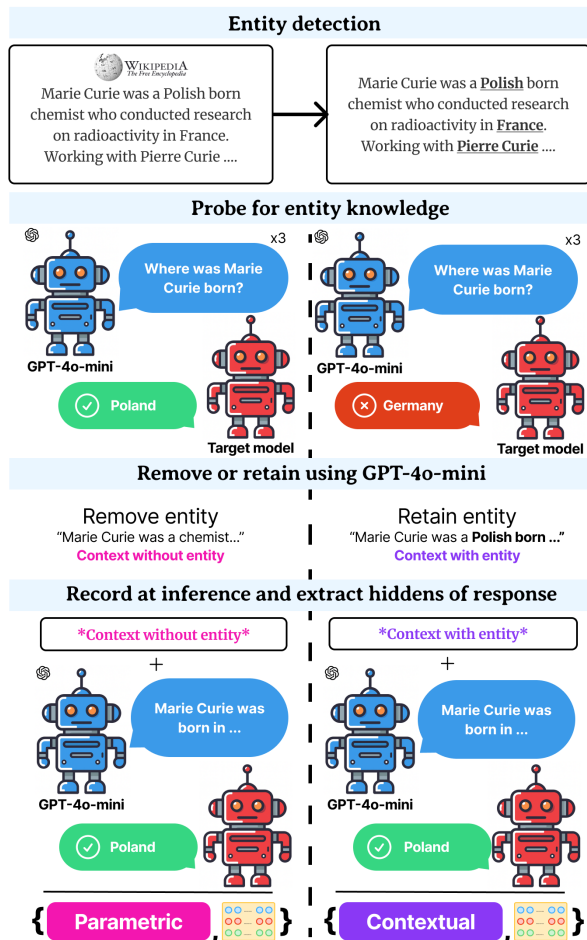 Entity detection
WIKIPEDIA
The Free Encyclopedia
Marie Curie was a Polish born
chemist who conducted research
on radioactivity in France.
Working with Pierre Curie ....
Marie Curie was a Polish born
chemist who conducted research
on radioactivity in France.
Working with Pierre Curie ....
Probe for entity knowledge
x3
Where was Marie
Curie born?
GPT-4o-mini
Poland
Target model
x3
Where was Marie
Curie born?
GPT-4o-mini
Germany
Target model
Remove or retain using GPT-4o-mini
Remove entity
“Marie Curie was a chemist...”
Context without entity
Retain entity
“Marie Curie was a Polish born ...”
Context with entity
Record at inference and extract hiddens of response
*Context without entity*
+
Marie Curie was
born in ...
GPT-4o-mini
Poland
{ Parametric , }
*Context with entity*
+
Marie Curie was
born in ...
GPT-4o-mini
Poland
{ Contextual , }